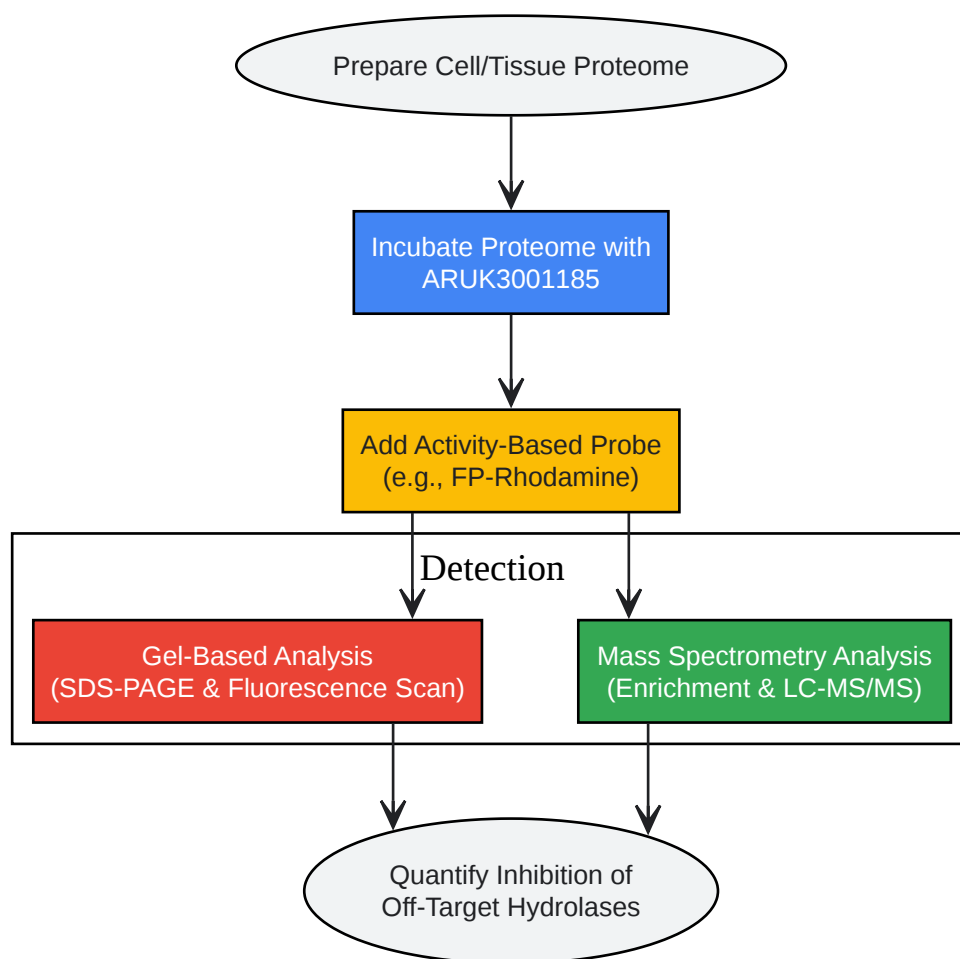 Prepare Cell/Tissue Proteome
Incubate Proteome with
ARUK3001185
Add Activity-Based Probe
(e.g., FP-Rhodamine)
Detection
Gel-Based Analysis
(SDS-PAGE & Fluorescence Scan)
Mass Spectrometry Analysis
(Enrichment & LC-MS/MS)
Quantify Inhibition of
Off-Target Hydrolases